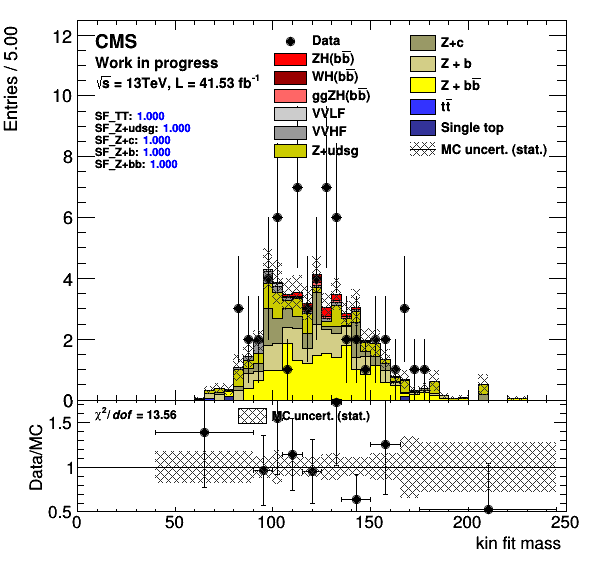 Entries / 5.00
12
10
8
6
4
2
0
CMS
Work in progress
√s = 13TeV, L = 41.53 fb⁻¹
SF_TT: 1.000
SF_Z+udsg: 1.000
SF_Z+c: 1.000
SF_Z+b: 1.000
SF_Z+bb: 1.000
Data
ZH(bb̅)
WH(bb̅)
ggZH(bb̅)
VVLF
VVHF
Z+udsg
Z+c
Z + b
Z + bb̅
tt̅
Single top
MC uncert. (stat.)
Data/MC
1.5
1
0.5
χ²/dof = 13.56
MC uncert. (stat.)
0 50 100 150 200 250
kin fit mass